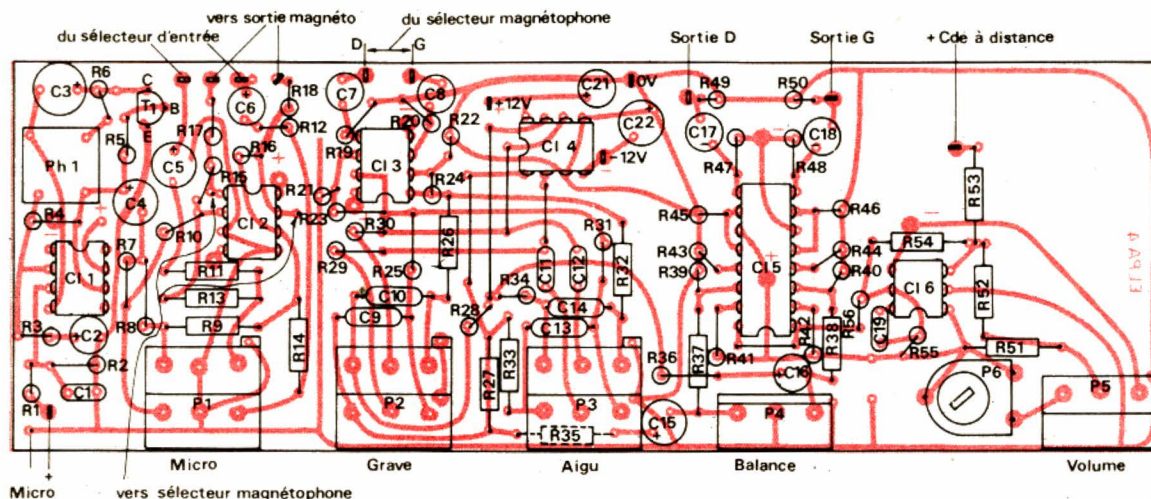 vers sortie magnéto
du sélecteur magnétophone
du sélecteur d'entrée
D G
Sortie D
Sortie G
+Cde à distance
C3
R6
C
T1
B
E
R5
Ph 1
C4
R4
CI 1
R7
R3
C2
R8
R2
R1
C1
R17
C5
C6
R18
R12
R16
R15
CI 2
R10
R11
R13
R9
R14
P1
C7
C8
R19
R20
R22
CI 3
R21
R23
R24
R30
R29
R25
R26
C10
C9
R28
P2
+12V
C21
0V
C22
CI 4
-12V
R31
C11
C12
R32
R34
C14
C13
R27
R33
P3
R35
R36
C15
R49
R50
C17
C18
R47
R48
R45
R46
R43
R44
R39
R40
CI 5
R37
R41
R42
R38
R56
C16
P4
R53
R54
CI 6
R52
C19
R55
R51
P6
P5
ELPA4
Micro
Grave
Aigu
Balance
Volume
+
Micro
vers sélecteur magnétophone